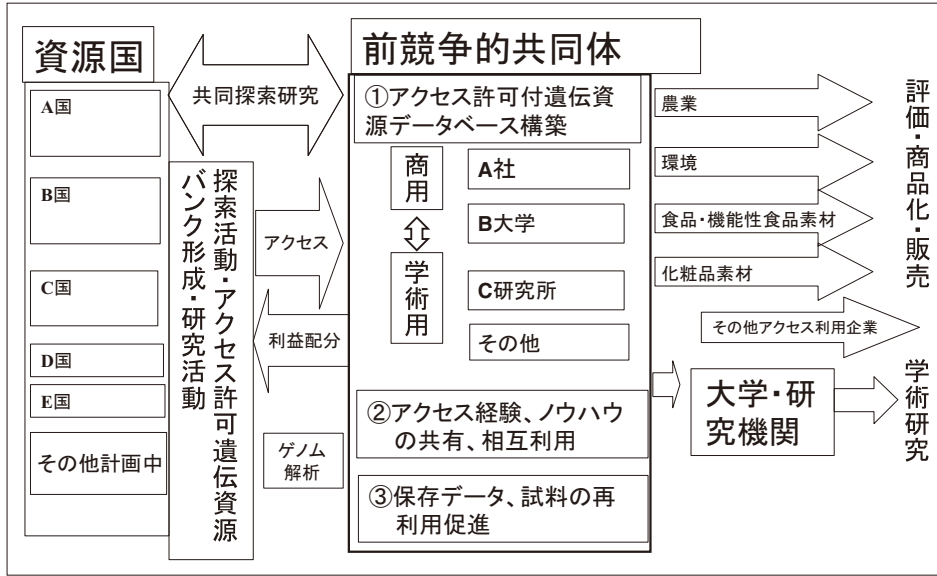 資源国
A国
B国
C国
D国
E国
その他計画中
共同探索研究
探索活動・アクセス許可遺伝資源
バンク形成・研究活動
アクセス
利益配分
ゲノム
解析
前競争的共同体
①アクセス許可付遺伝資
源データベース構築
商用
学術用
A社
B大学
C研究所
その他
②アクセス経験、ノウハウ
の共有、相互利用
③保存データ、試料の再
利用促進
農業
環境
食品・機能性食品素材
化粧品素材
その他アクセス利用企業
大学・研
究機関
評価・商品化・販売
学術研究